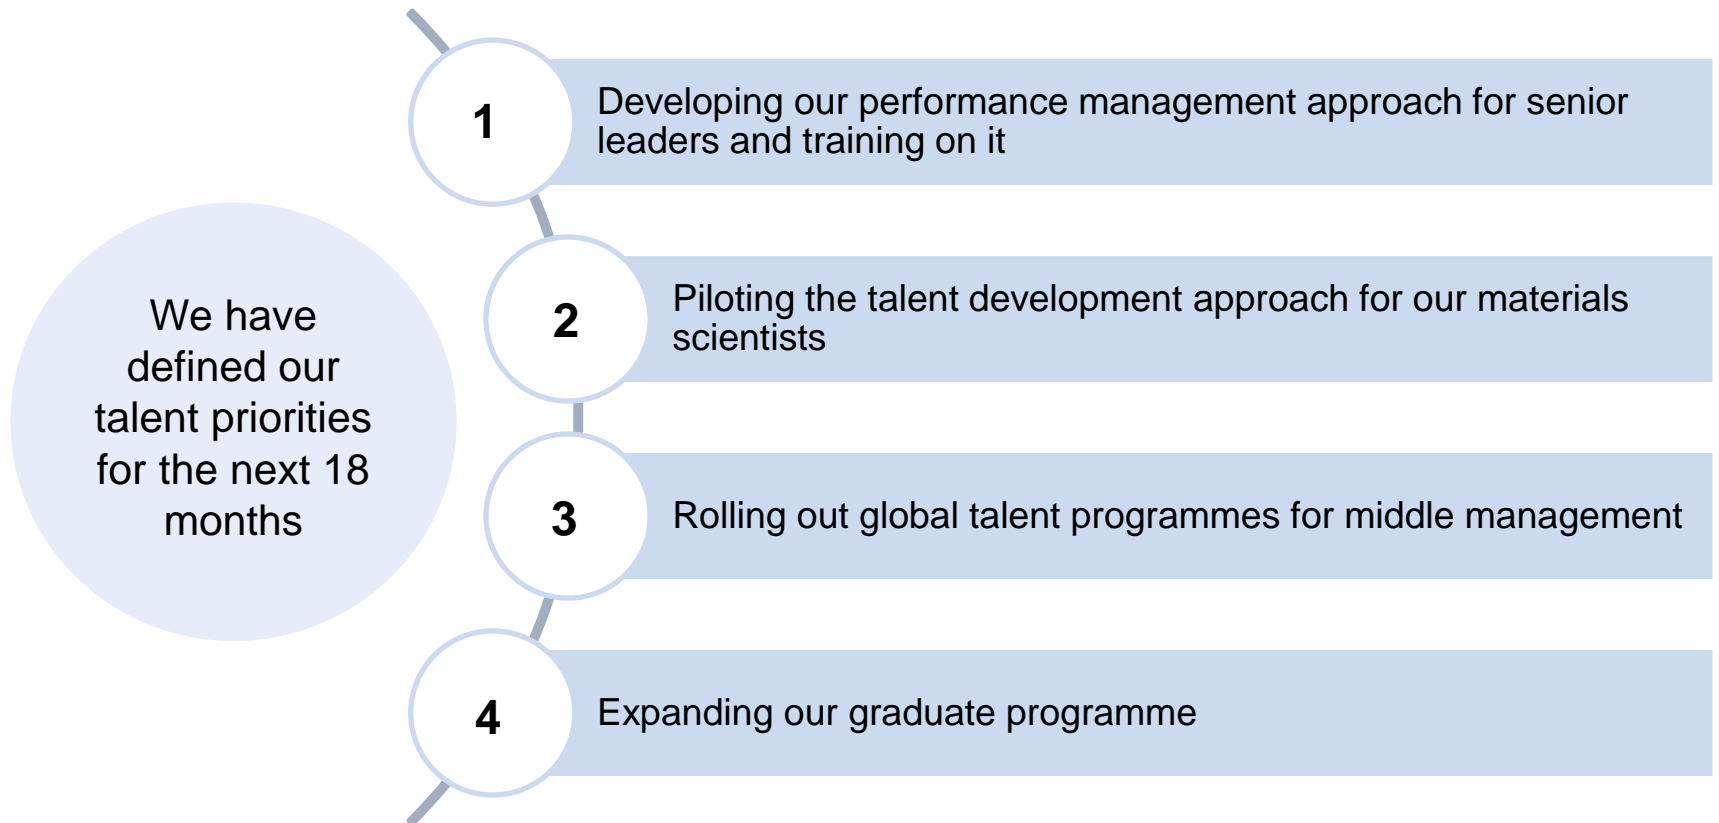 We have
defined our
talent priorities
for the next 18
months
1
Developing our performance management approach for senior
leaders and training on it
2
Piloting the talent development approach for our materials
scientists
3
Rolling out global talent programmes for middle management
4
Expanding our graduate programme